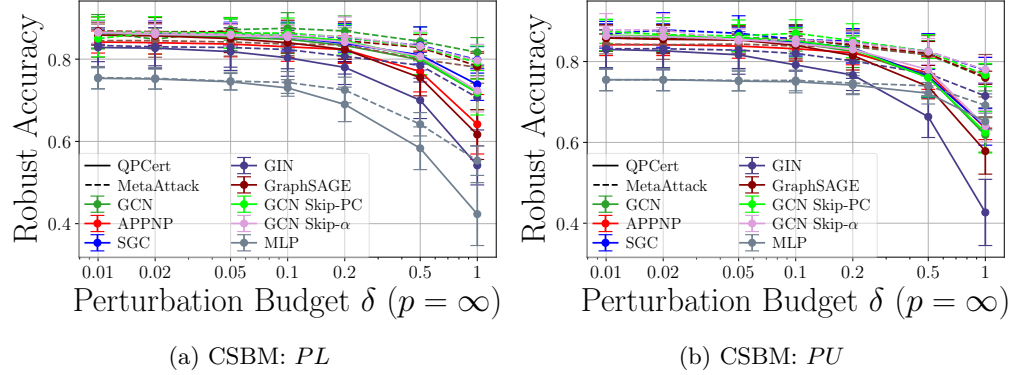 Robust Accuracy
0.8
0.6
0.4
QPCert
MetaAttack
GCN
APPNP
SGC
GIN
GraphSAGE
GCN Skip-PC
GCN Skip-α
MLP
0.01 0.02 0.05 0.1 0.2 0.5 1
Perturbation Budget δ (p = ∞)
(a) CSBM: PL
Robust Accuracy
0.8
0.6
0.4
QPCert
MetaAttack
GCN
APPNP
SGC
GIN
GraphSAGE
GCN Skip-PC
GCN Skip-α
MLP
0.01 0.02 0.05 0.1 0.2 0.5 1
Perturbation Budget δ (p = ∞)
(b) CSBM: PU